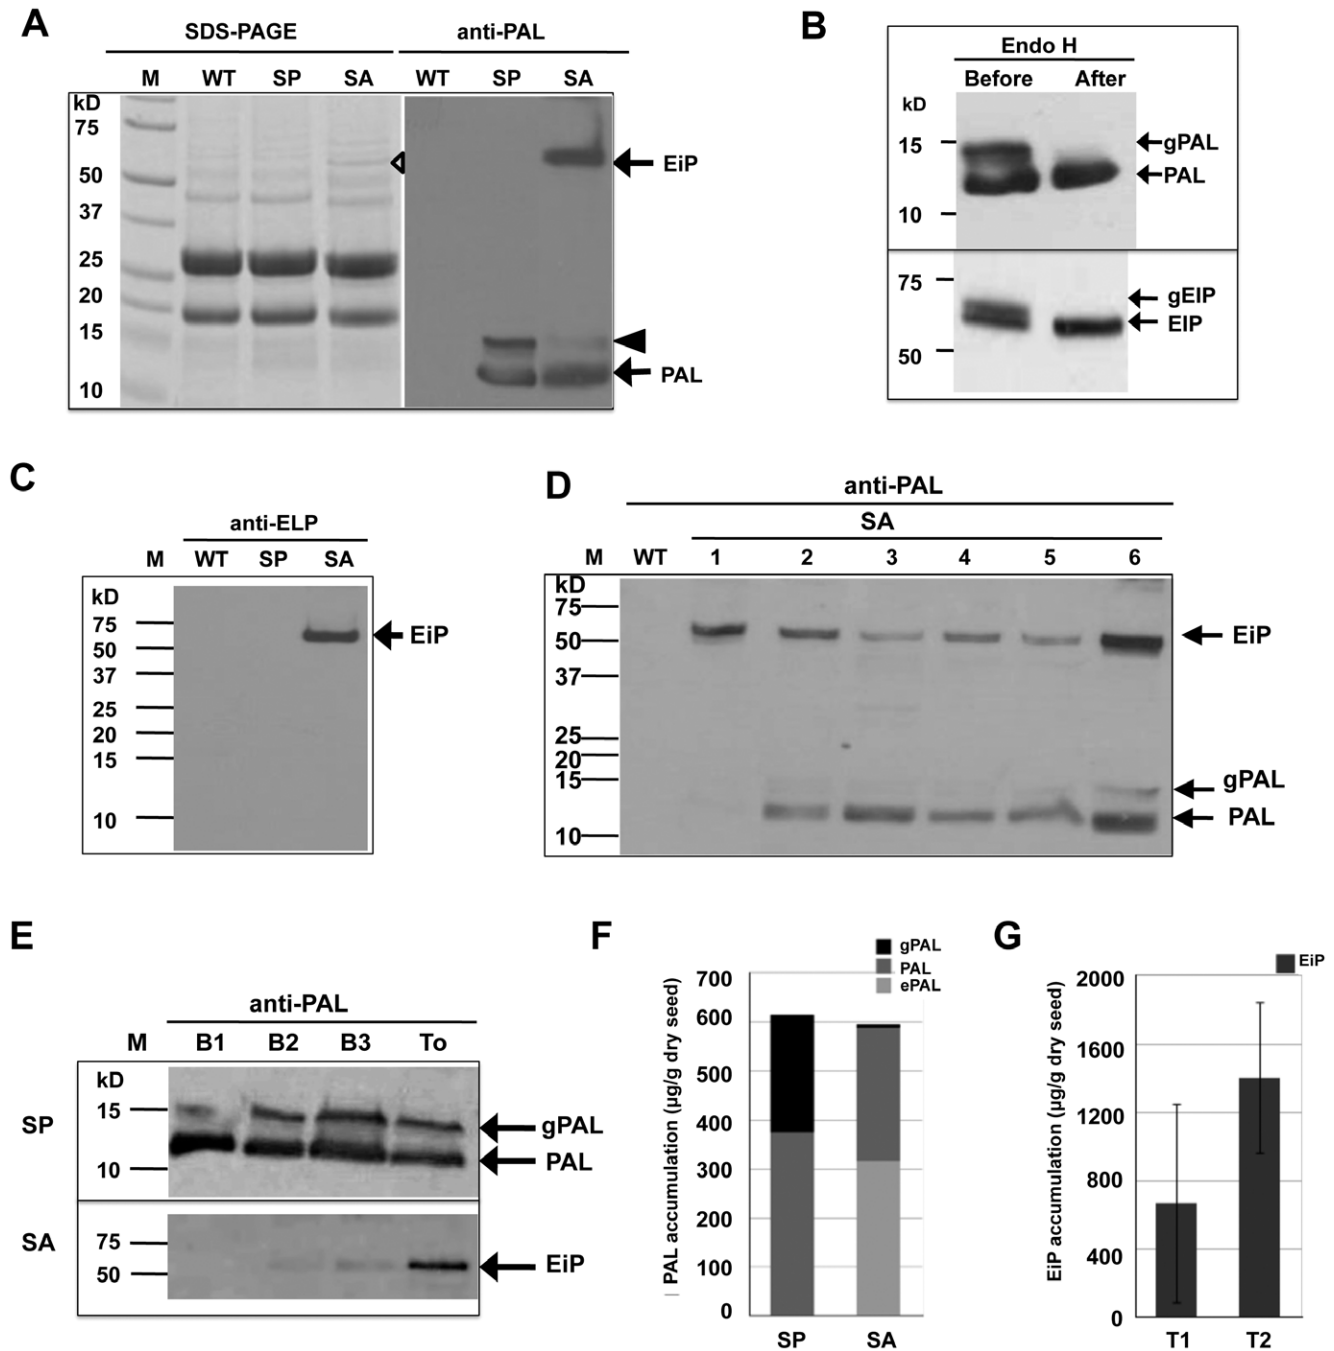 A
SDS-PAGE anti-PAL
M WT SP SA WT SP SA
kD
75
50
37
25
20
15
10
EiP
PAL
B
Endo H
Before After
kD
15
10
gPAL
PAL
75
50
gEIP
EIP
C
anti-ELP
M WT SP SA
kD
75
50
37
25
20
15
10
EiP
D
anti-PAL
SA
M WT 1 2 3 4 5 6
kD
75
50
37
25
20
15
10
EiP
gPAL
PAL
E
anti-PAL
M B1 B2 B3 To
kD
SP
15
10
gPAL
PAL
SA
75
50
EiP
F
gPAL
PAL
ePAL
PAL accumulation (µg/g dry seed)
700
600
500
400
300
200
100
0
SP SA
G
EiP
EiP accumulation (µg/g dry seed)
2000
1600
1200
800
400
0
T1 T2